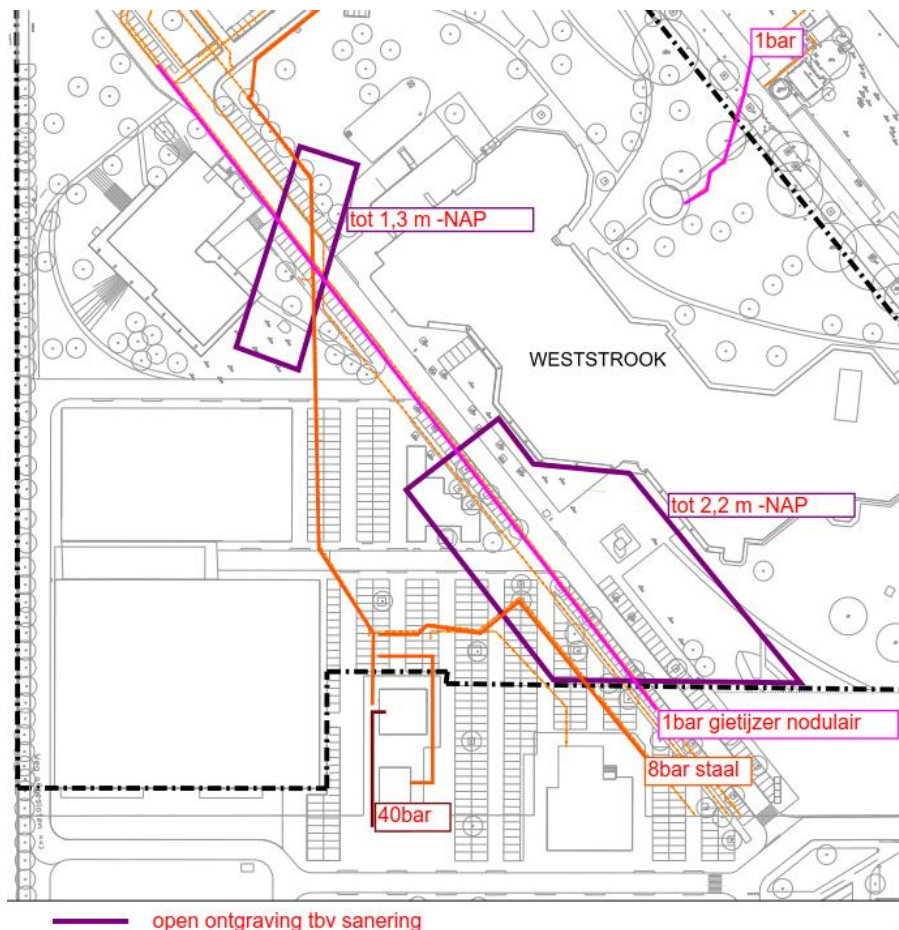 1bar
tot 1,3 m -NAP
WESTSTROOK
tot 2,2 m -NAP
1bar gietijzer nodulair
8bar staal
40bar
open ontgraving tbv sanering